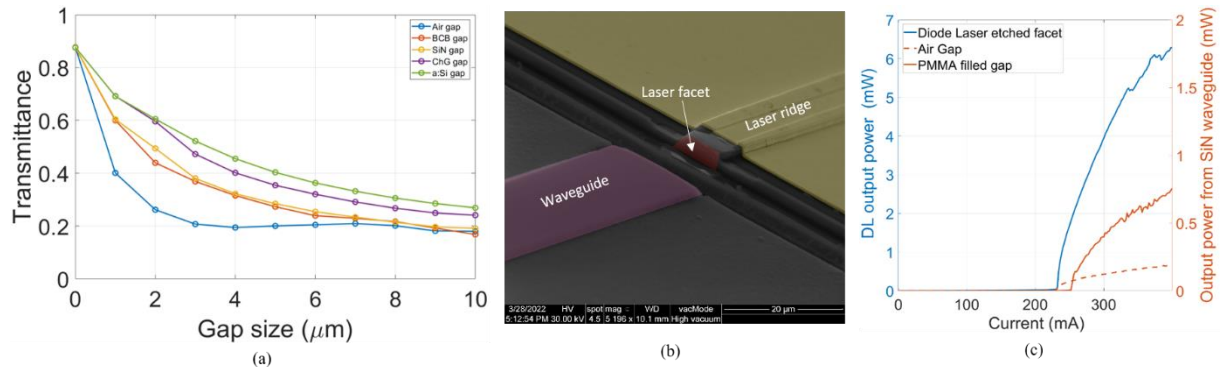 1
0.8
0.6
0.4
0.2
0
Transmittance
Air gap
BCB gap
SiN gap
ChG gap
a:Si gap
0 2 4 6 8 10
Gap size (μm)
(a)
Laser facet
Laser ridge
Waveguide
3/28/2022 HV spot mag WD vacMode
5:12:54 PM 30.00 kV 4.5 5 196 x 10.1 mm High vacuum
20 μm
(b)
7
6
5
4
3
2
1
0
DL output power (mW)
Diode Laser etched facet
Air Gap
PMMA filled gap
2
1.5
1
0.5
0
Output power from SiN waveguide (mW)
0 100 200 300
Current (mA)
(c)